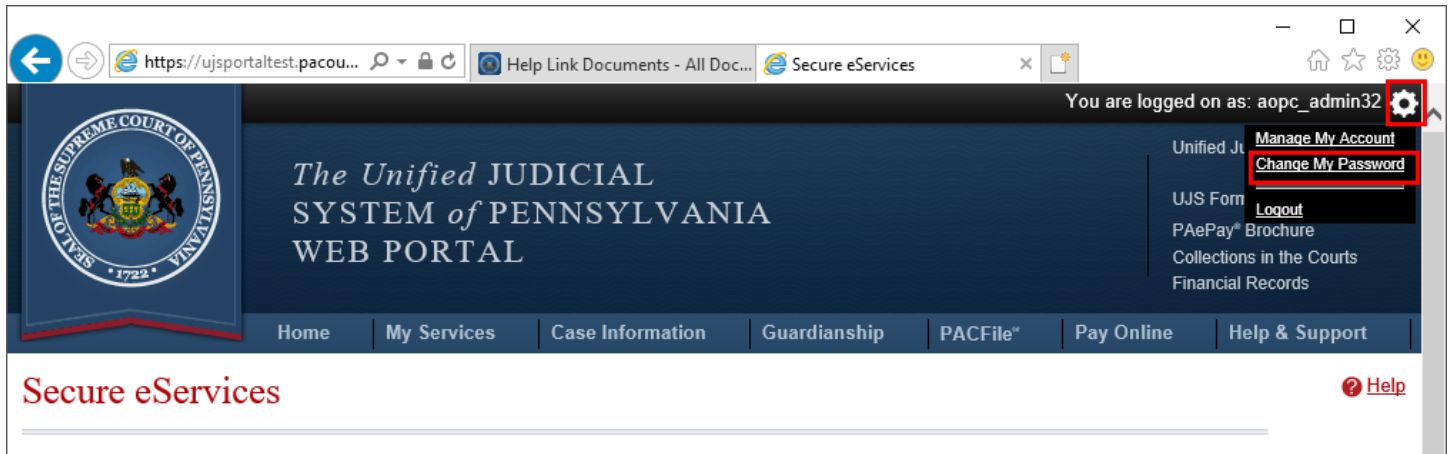 https://ujsportaltest.pacou...
Help Link Documents - All Doc...
Secure eServices
You are logged on as: aopc_admin32
SEAL OF THE SUPREME COURT OF PENNSYLVANIA
1722
The Unified JUDICIAL
SYSTEM of PENNSYLVANIA
WEB PORTAL
Unified Ju
Manage My Account
Change My Password
UJS Form
Logout
PAePay® Brochure
Collections in the Courts
Financial Records
Home
My Services
Case Information
Guardianship
PACFile
Pay Online
Help & Support
Secure eServices
Help